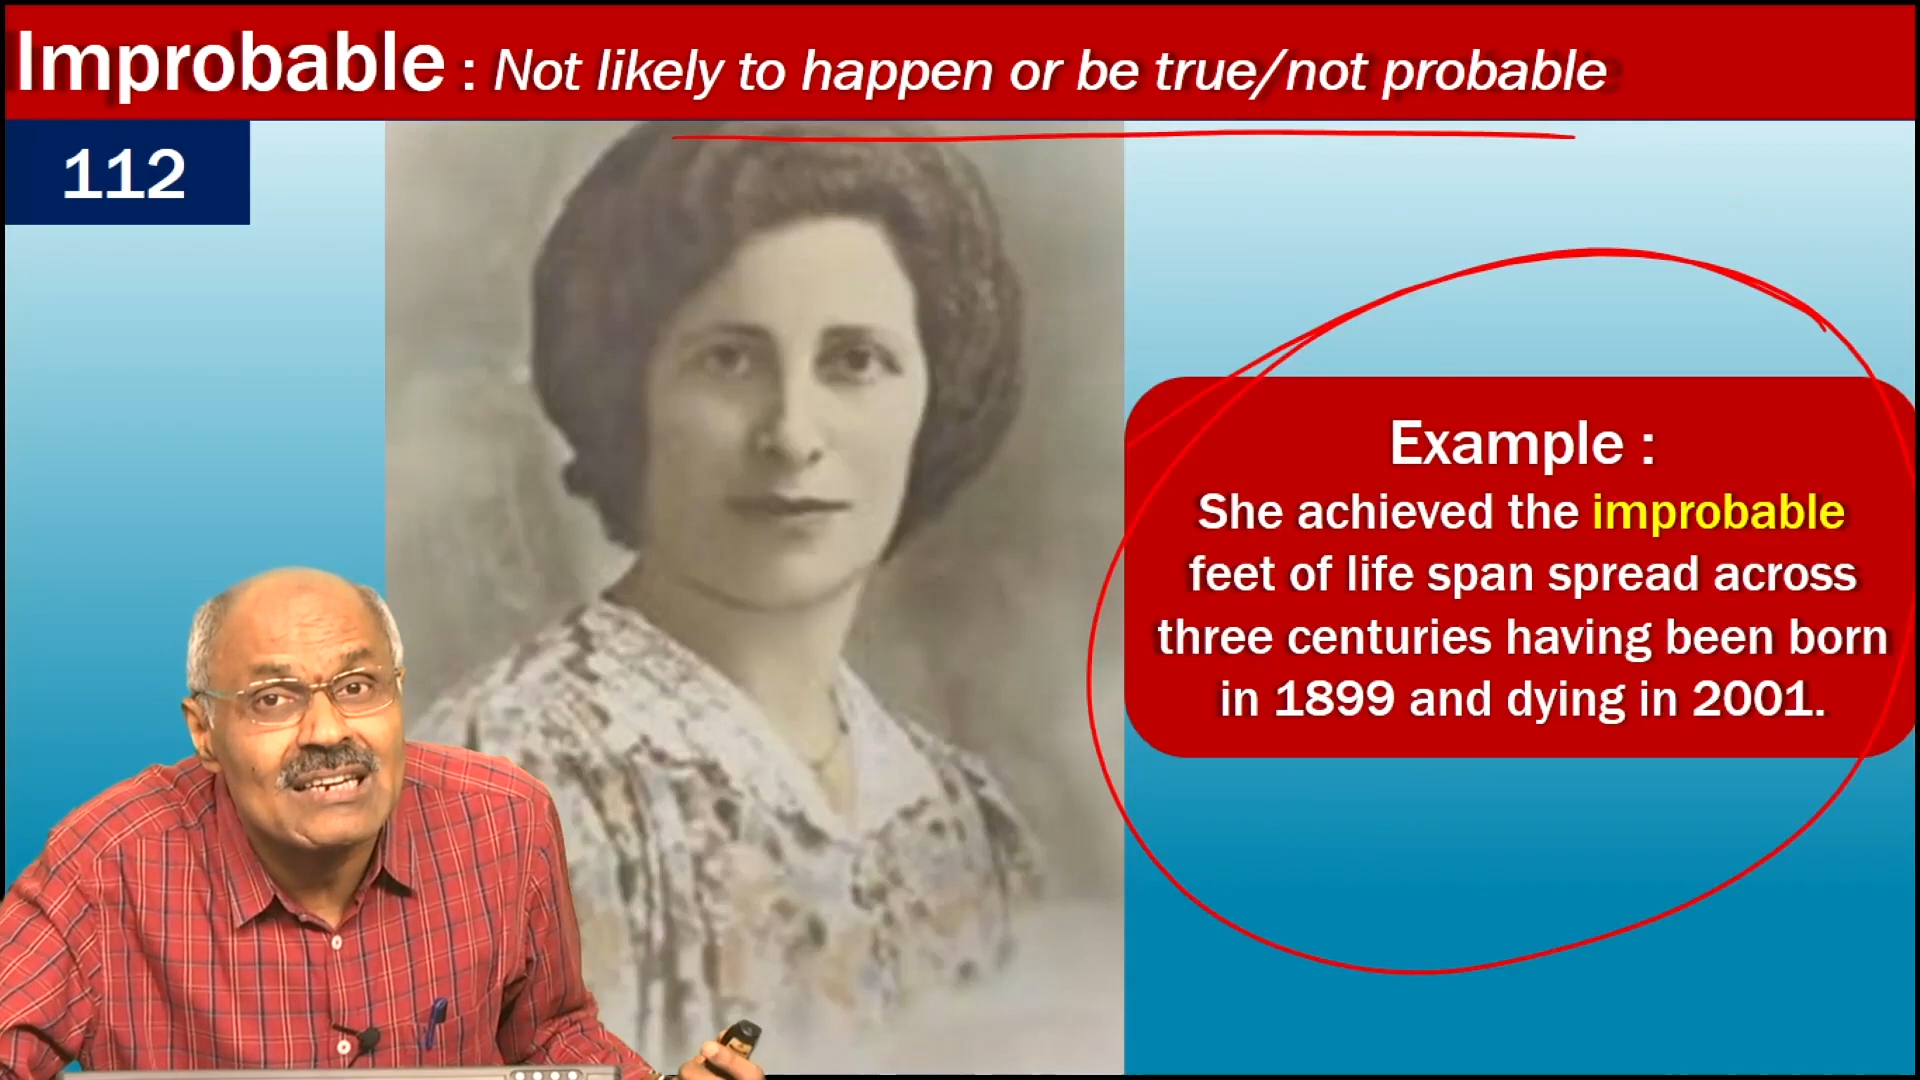 Improbable : Not likely to happen or be true/not probable
112
Example :
She achieved the improbable
feet of life span spread across
three centuries having been born
in 1899 and dying in 2001.